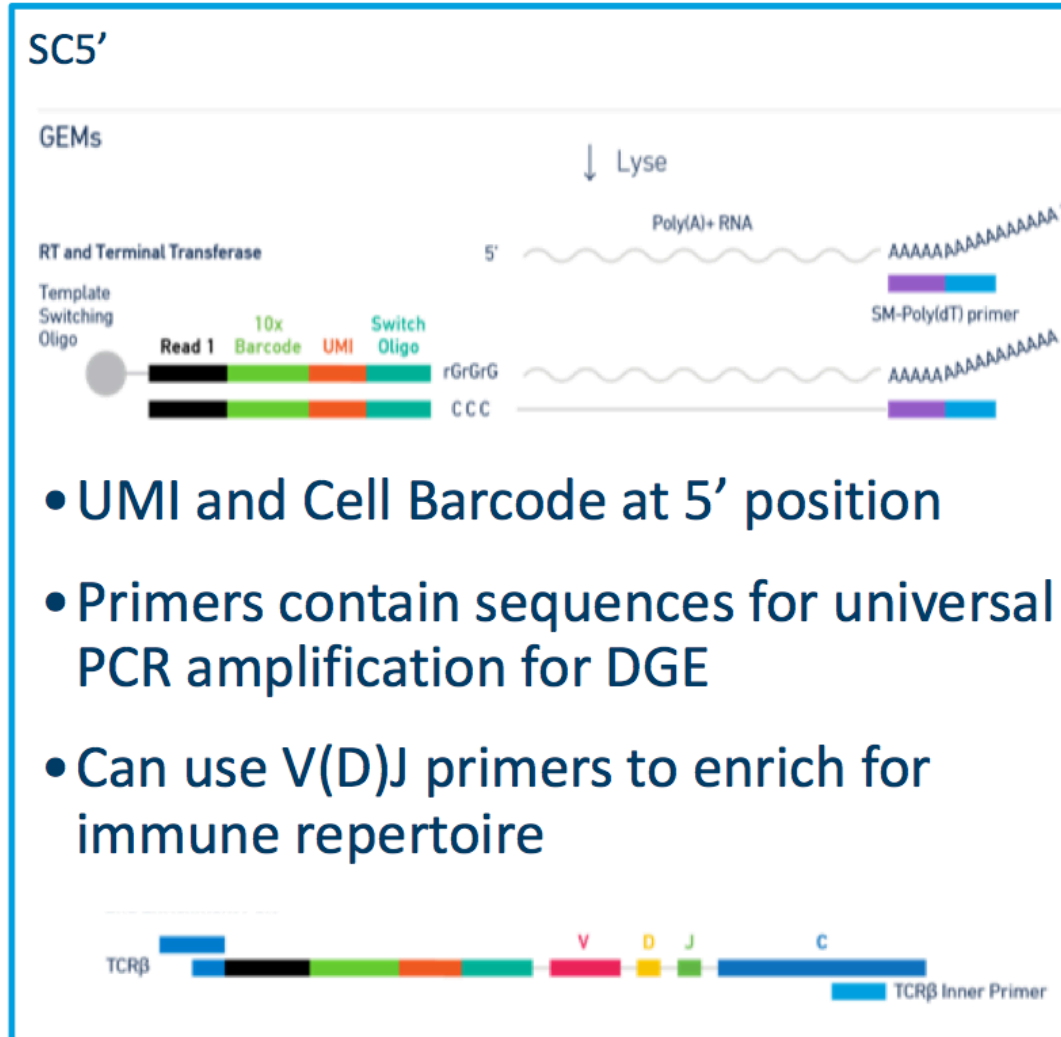 SC5’
GEMs
↓ Lyse
Poly(A)+ RNA
RT and Terminal Transferase
5'
AAAAAAAAAAAAAAAAAA
Template
Switching
Oligo
SM-Poly(dT) primer
Read 1
10x
Barcode
UMI
Switch
Oligo
rGrGrG
AAAAAAAAAAAAAAAAAA
CCC
• UMI and Cell Barcode at 5’ position
• Primers contain sequences for universal
PCR amplification for DGE
• Can use V(D)J primers to enrich for
immune repertoire
V D J C
TCRβ
TCRβ Inner Primer